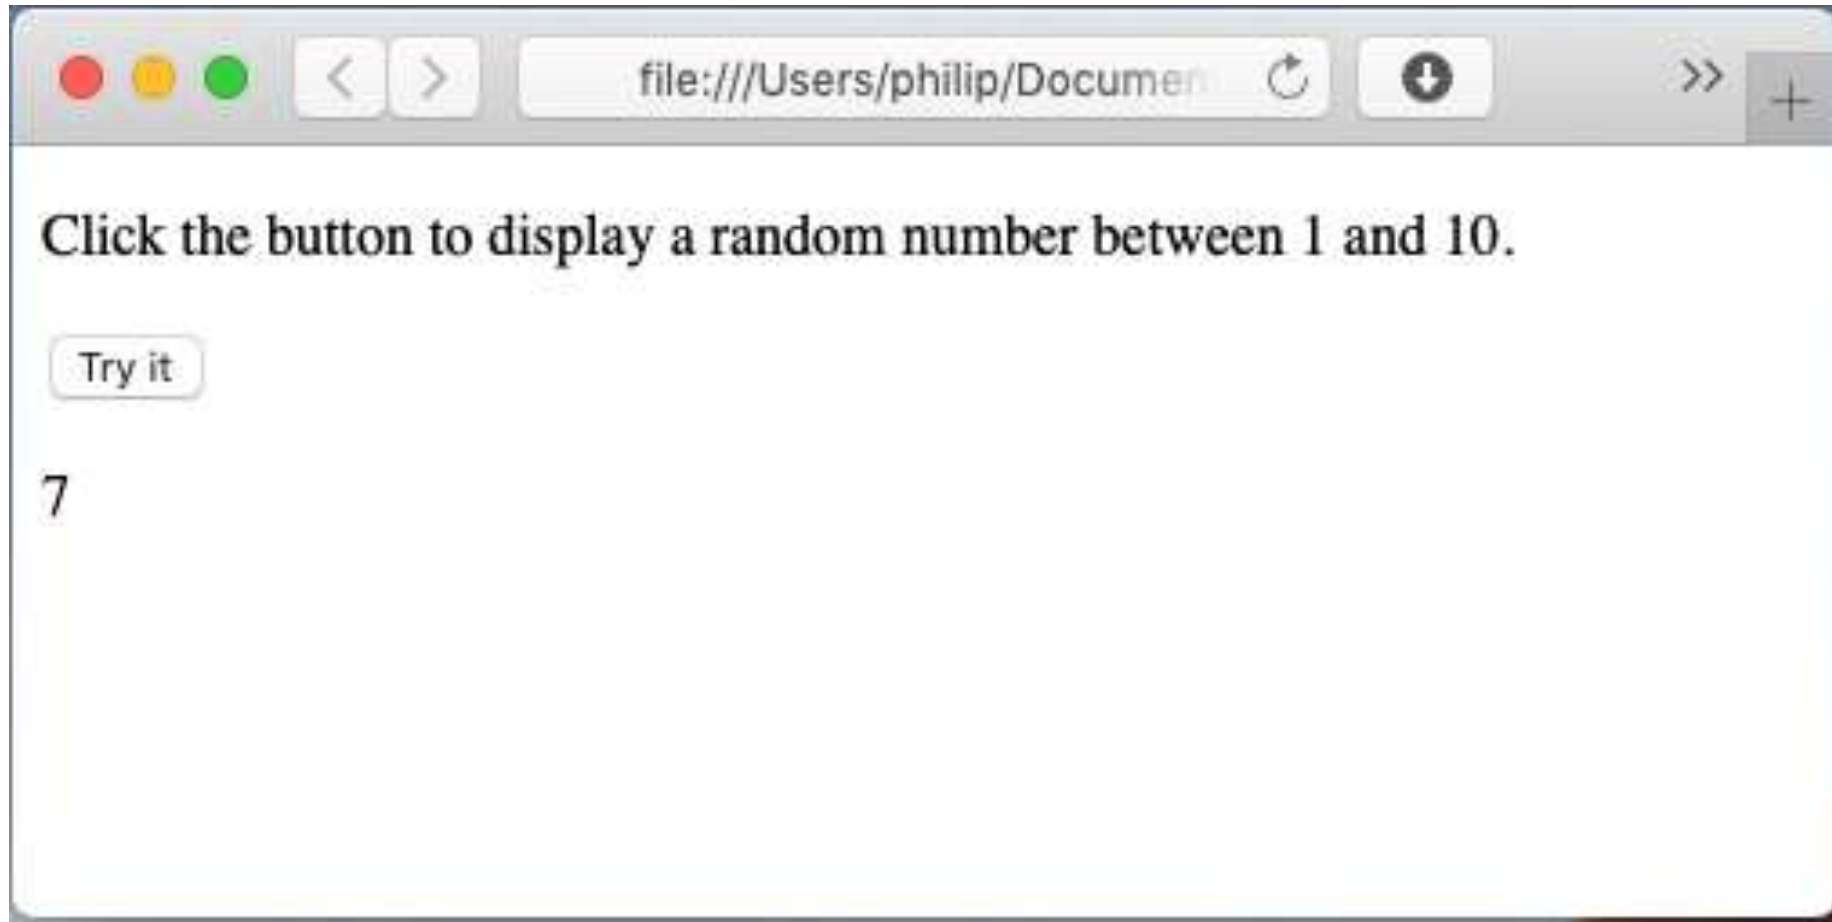 file:///Users/philip/Documen
Click the button to display a random number between 1 and 10.
Try it
7